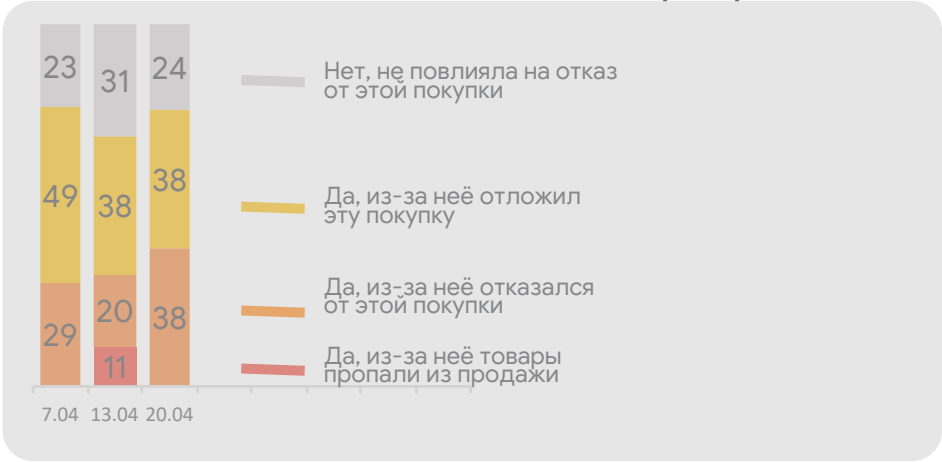 23
31
24
49
38
38
29
20
38
11
7.04 13.04 20.04
Нет, не повлияла на отказ
от этой покупки
Да, из-за неё отложил
эту покупку
Да, из-за неё отказался
от этой покупки
Да, из-за неё товары
пропали из продажи